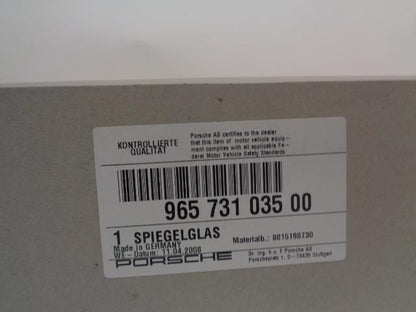 KONTROLLIERTE
QUALITÄT
Porsche AG certifies to the dealer
that this item of motor vehicle equip-
ment complies with all applicable Fe-
deral Motor Vehicle Safety Standards
965 731 035 00
1 SPIEGELGLAS
Made in GERMANY
WE - Datum: 11.04.2008
Materialb.: 8015198730
PORSCHE
Dr. Ing. h.c. F. Porsche AG
Porscheplatz 1, D-70435 Stuttgart